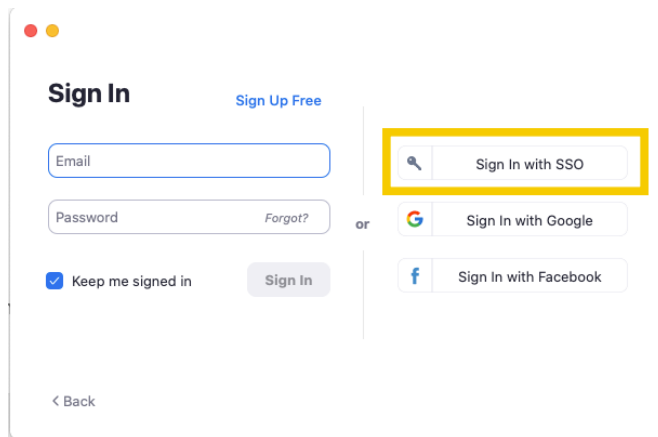 Sign In
Sign Up Free
Email
Password
Forgot?
Keep me signed in
Sign In
or
Sign In with SSO
Sign In with Google
Sign In with Facebook
Back